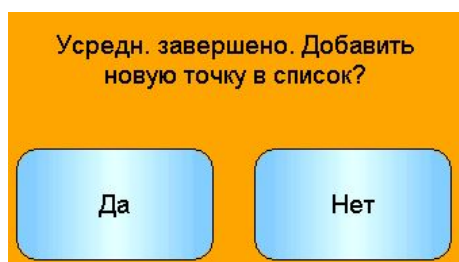 Усредн. завершено. Добавить
новую точку в список?
Да
Нет